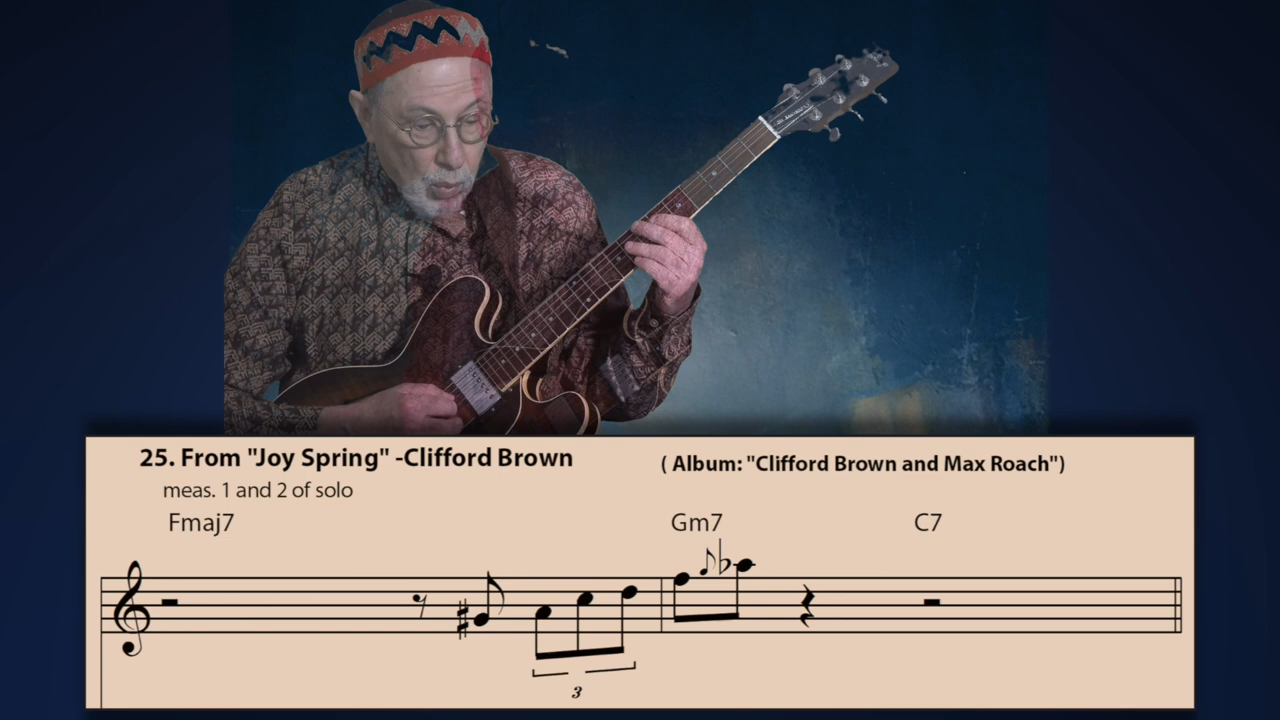 25. From "Joy Spring" -Clifford Brown
( Album: "Clifford Brown and Max Roach")
meas. 1 and 2 of solo
Fmaj7
Gm7
C7
3